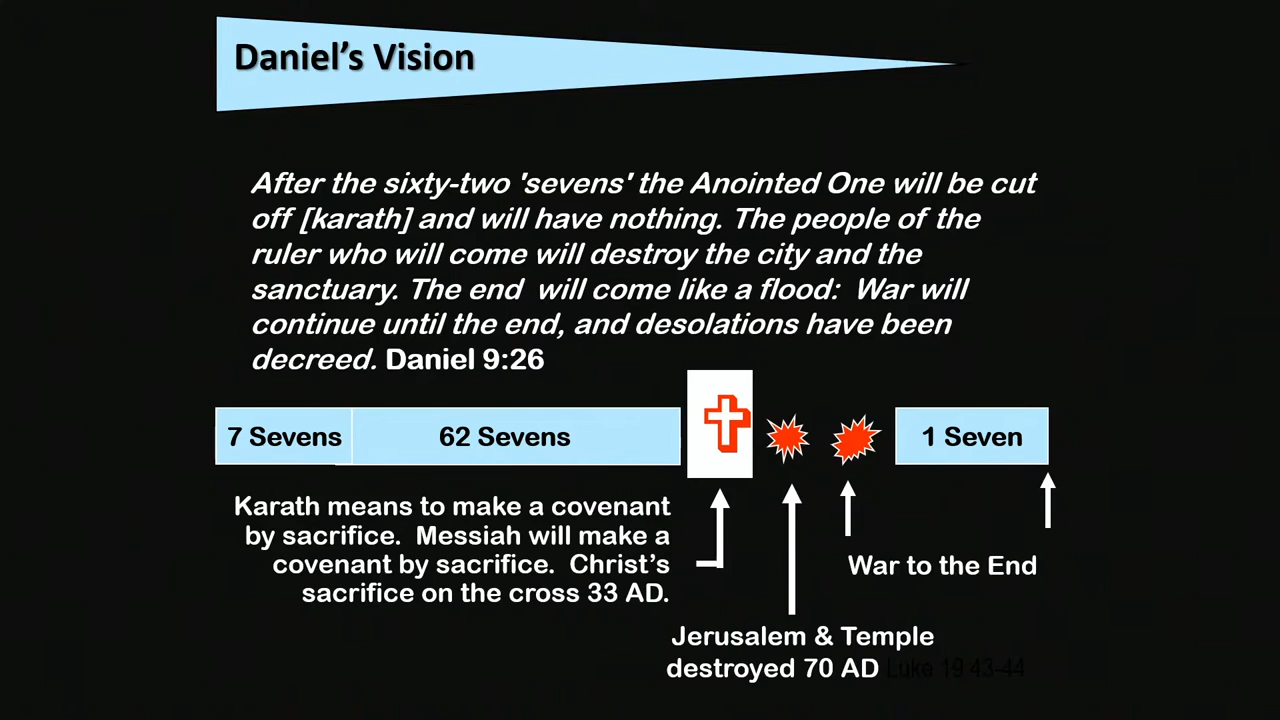 Daniel's Vision
After the sixty-two 'sevens' the Anointed One will be cut
off [karath] and will have nothing. The people of the
ruler who will come will destroy the city and the
sanctuary. The end will come like a flood: War will
continue until the end, and desolations have been
decreed. Daniel 9:26
7 Sevens
62 Sevens
1 Seven
Karath means to make a covenant
by sacrifice. Messiah will make a
covenant by sacrifice. Christ's
sacrifice on the cross 33 AD.
War to the End
Jerusalem & Temple
destroyed 70 AD Luke 19 43-44